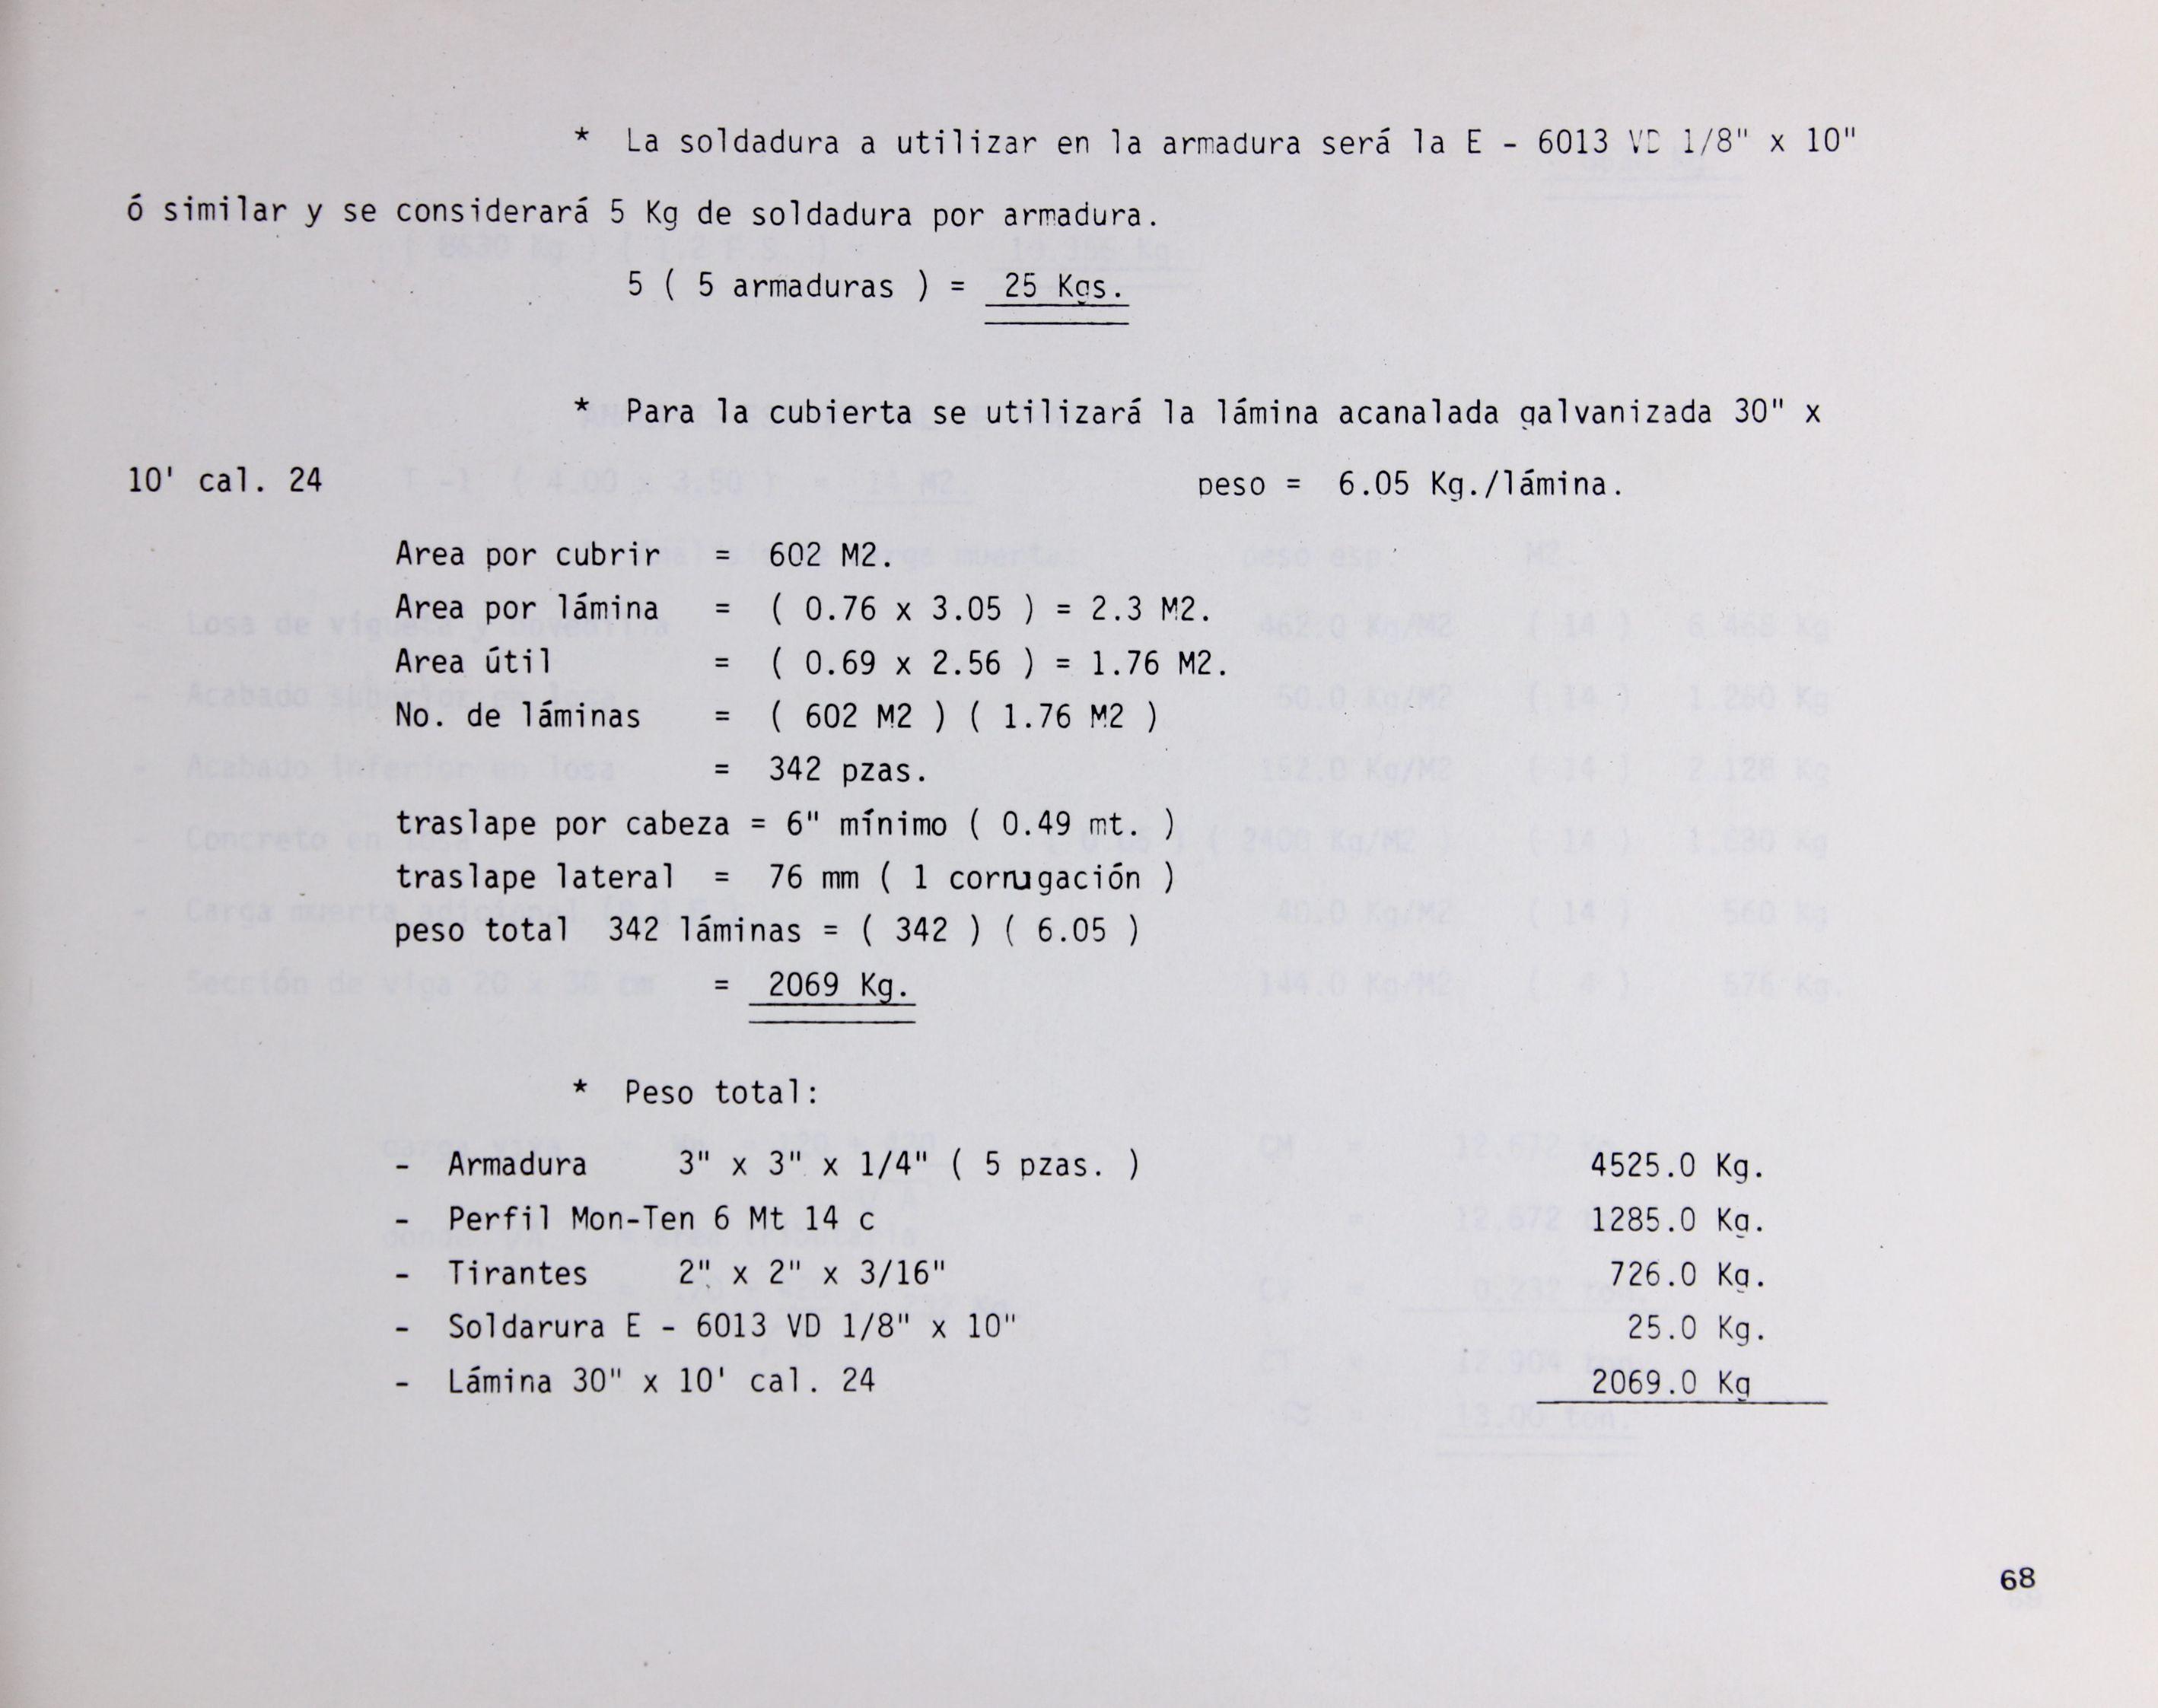 * La soldadura a utilizar en la armadura será la E - 6013 VD 1/8" x 10"
ó similar y se considerará 5 Kg de soldadura por armadura.
5 ( 5 armaduras ) = 25 Kgs.
* Para la cubierta se utilizará la lámina acanalada galvanizada 30" x
10' cal. 24 peso = 6.05 Kg./lámina.
Area por cubrir = 602 M2.
Area por lámina = ( 0.76 x 3.05 ) = 2.3 M2.
Area útil = ( 0.69 x 2.56 ) = 1.76 M2.
No. de láminas = ( 602 M2 ) ( 1.76 M2 )
= 342 pzas.
traslape por cabeza = 6" mínimo ( 0.49 mt. )
traslape lateral = 76 mm ( 1 corrugación )
peso total 342 láminas = ( 342 ) ( 6.05 )
= 2069 Kg.
* Peso total:
- Armadura 3" x 3" x 1/4" ( 5 pzas. ) 4525.0 Kg.
- Perfil Mon-Ten 6 Mt 14 c 1285.0 Kg.
- Tirantes 2" x 2" x 3/16" 726.0 Kg.
- Soldarura E - 6013 VD 1/8" x 10" 25.0 Kg.
- Lámina 30" x 10' cal. 24 2069.0 Kg
68